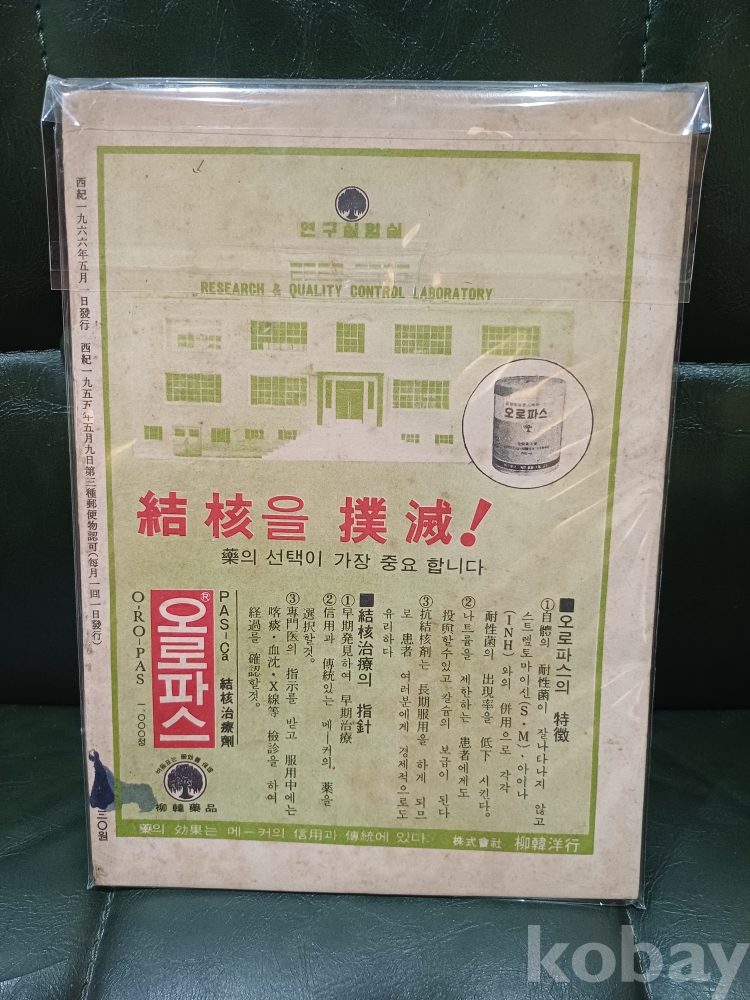 연구실험실
RESEARCH & QUALITY CONTROL LABORATORY
오로파스
結核을 撲滅!
藥의 선택이 가장 중요 합니다
■오로파스의 特徵
①自體의 耐性菌이 잘나타나지 않고
스트렙토마이신(S·M)·아이나
(INH)와의 併用으로 각각
耐性菌의 出現率을 低下 시킨다.
②나트륨을 제한하는 患者에게도
投與할수있고 칼슘의 보급이 된다
③抗結核剤는 長期服用을 하게 되므
로 患者 여러분에게 경제적으로도
유리하다
■結核治療의 指針
①早期発見하여 早期治療
②信用과 傳統있는 메ー커의 薬을
選択할것。
③専門医의 指示를 받고 服用中에는
喀痰·血沈·X線等 檢診을 하여
経過를 確認할것。
PAS-Ca 結核治療劑
오로파스®
O-RO-PAS 一·○○○정
柳韓藥品
藥의 効果는 메ー커의 信用과 傳統에 있다.
株式會社 柳韓洋行
西紀一九六六年五月一日發行 西紀一九五五年五月九日第三種郵便物認可(每月一回一日發行)
三○원
kobay